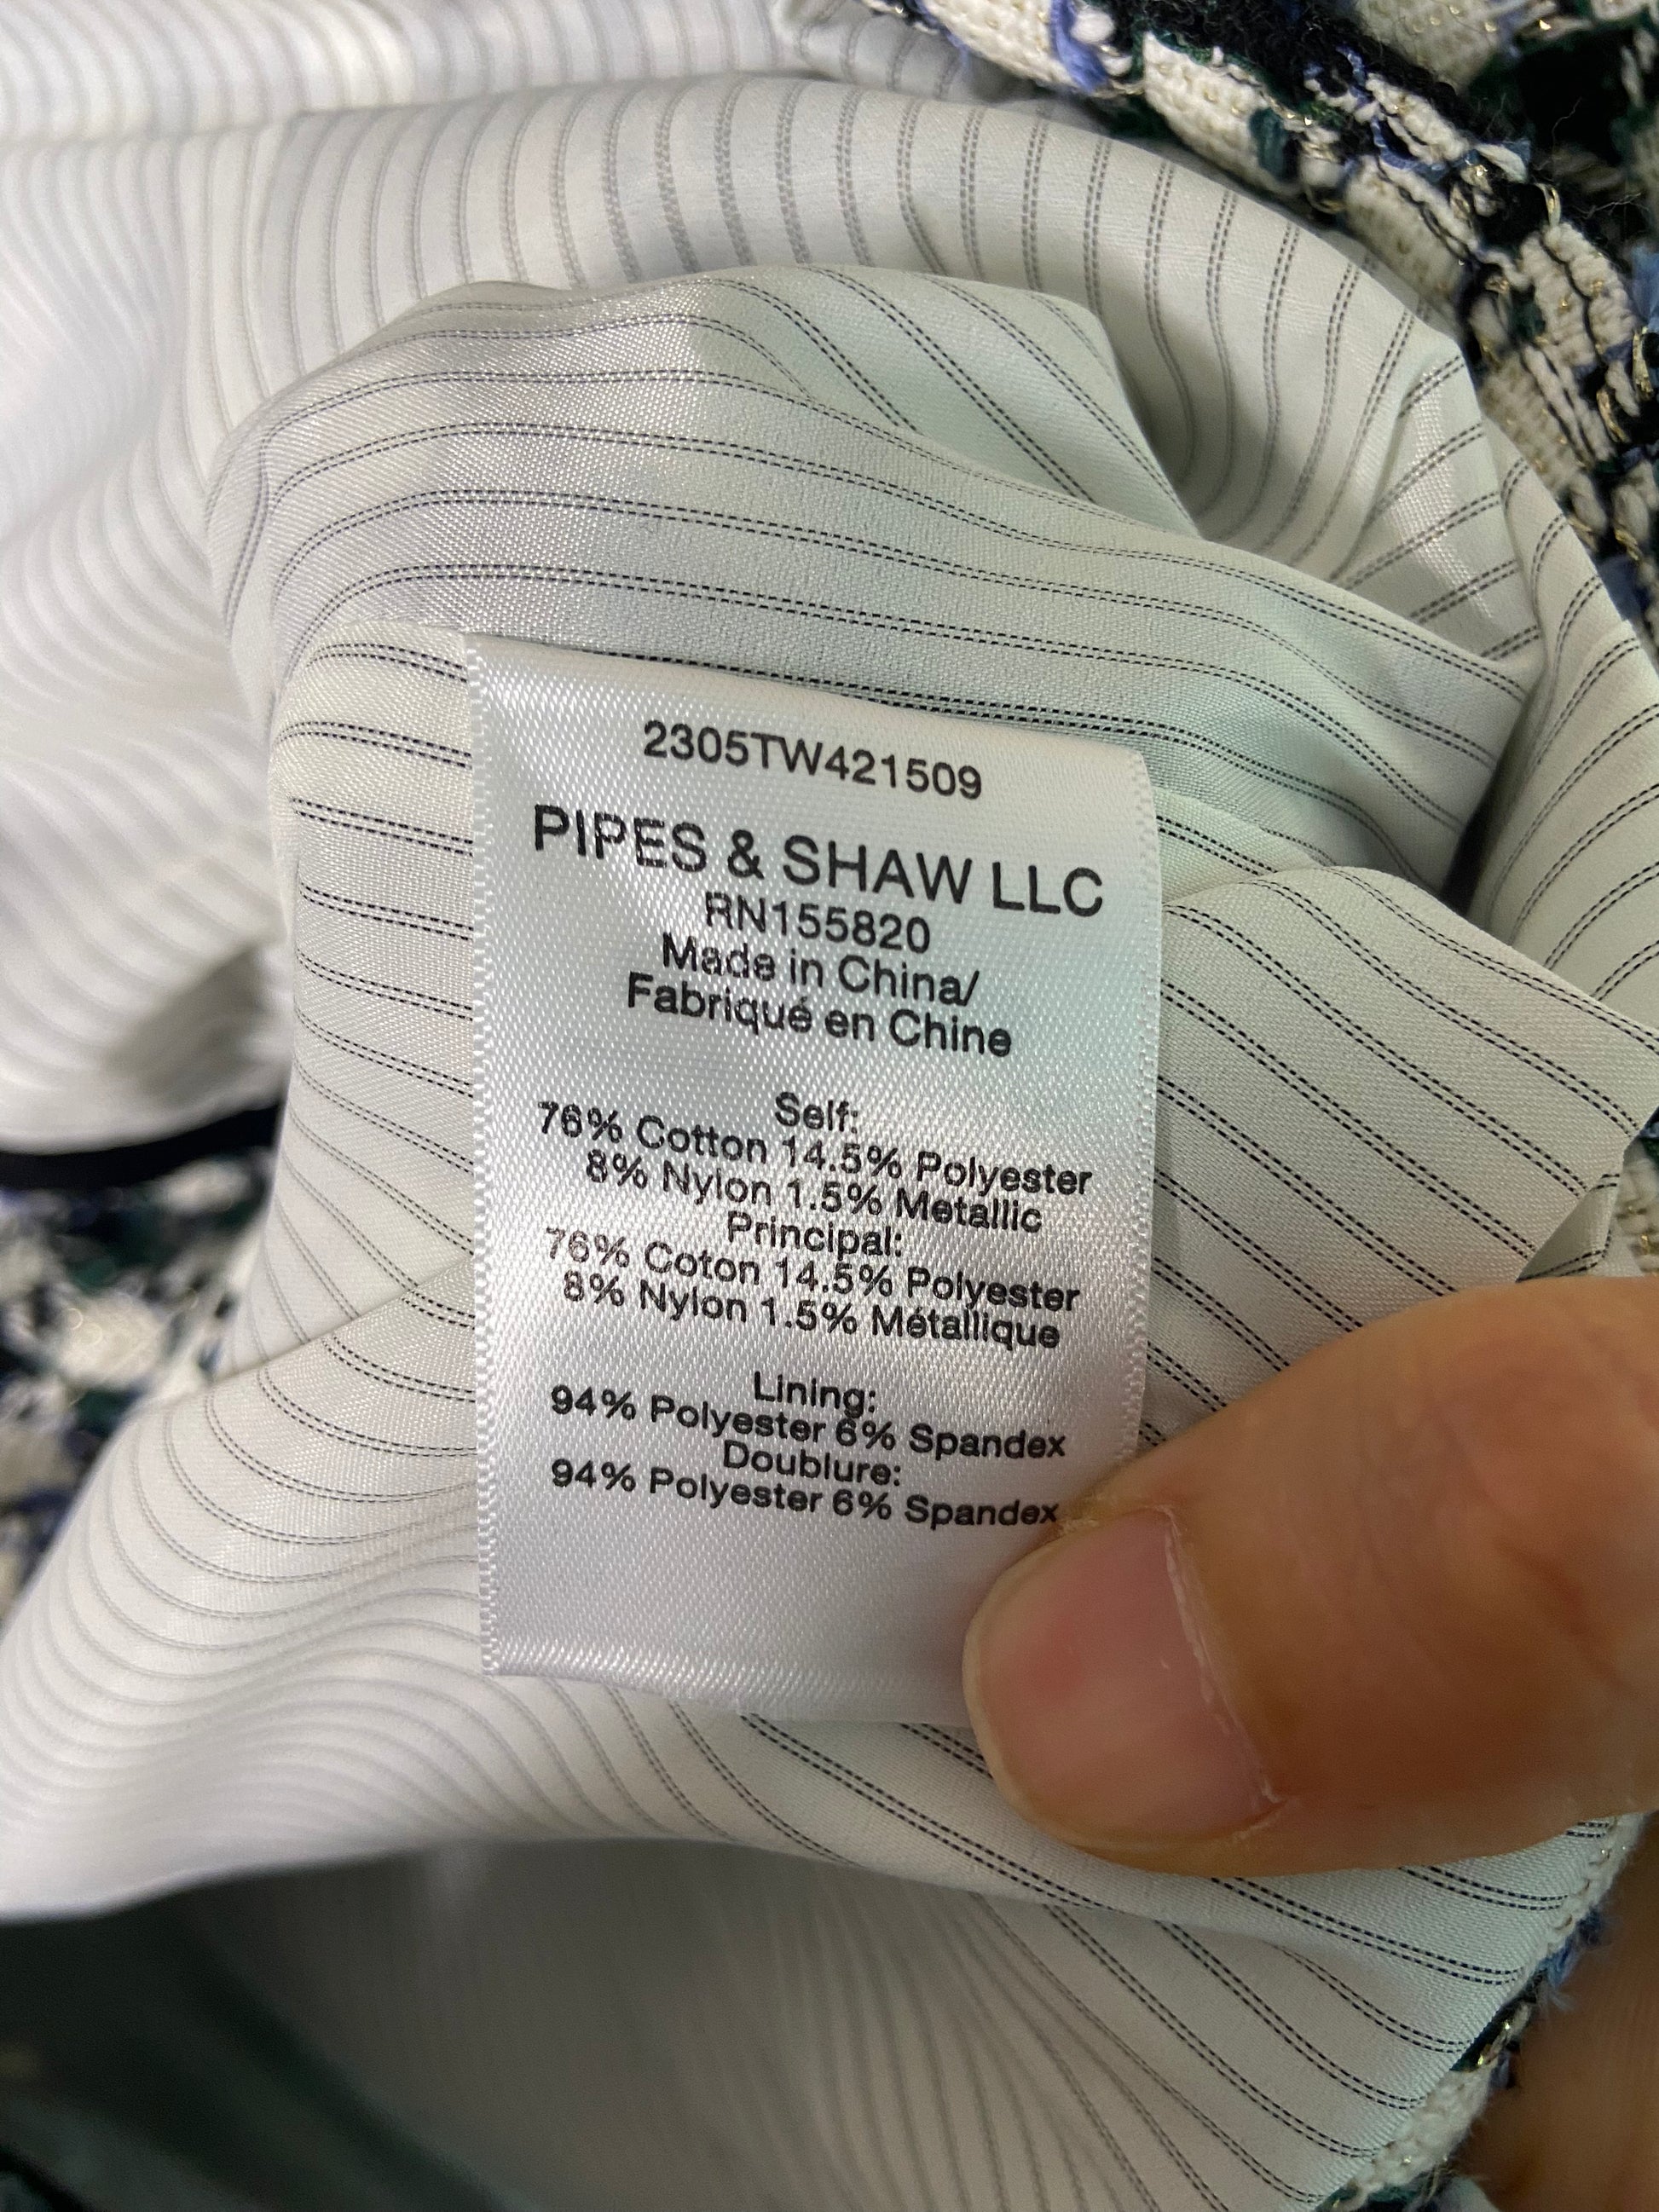 2305TW421509
PIPES & SHAW LLC
RN155820
Made in China/
Fabriqué en Chine
Self:
76% Cotton 14.5% Polyester
8% Nylon 1.5% Metallic
Principal:
76% Coton 14.5% Polyester
8% Nylon 1.5% Métallique
Lining:
94% Polyester 6% Spandex
Doublure:
94% Polyester 6% Spandex